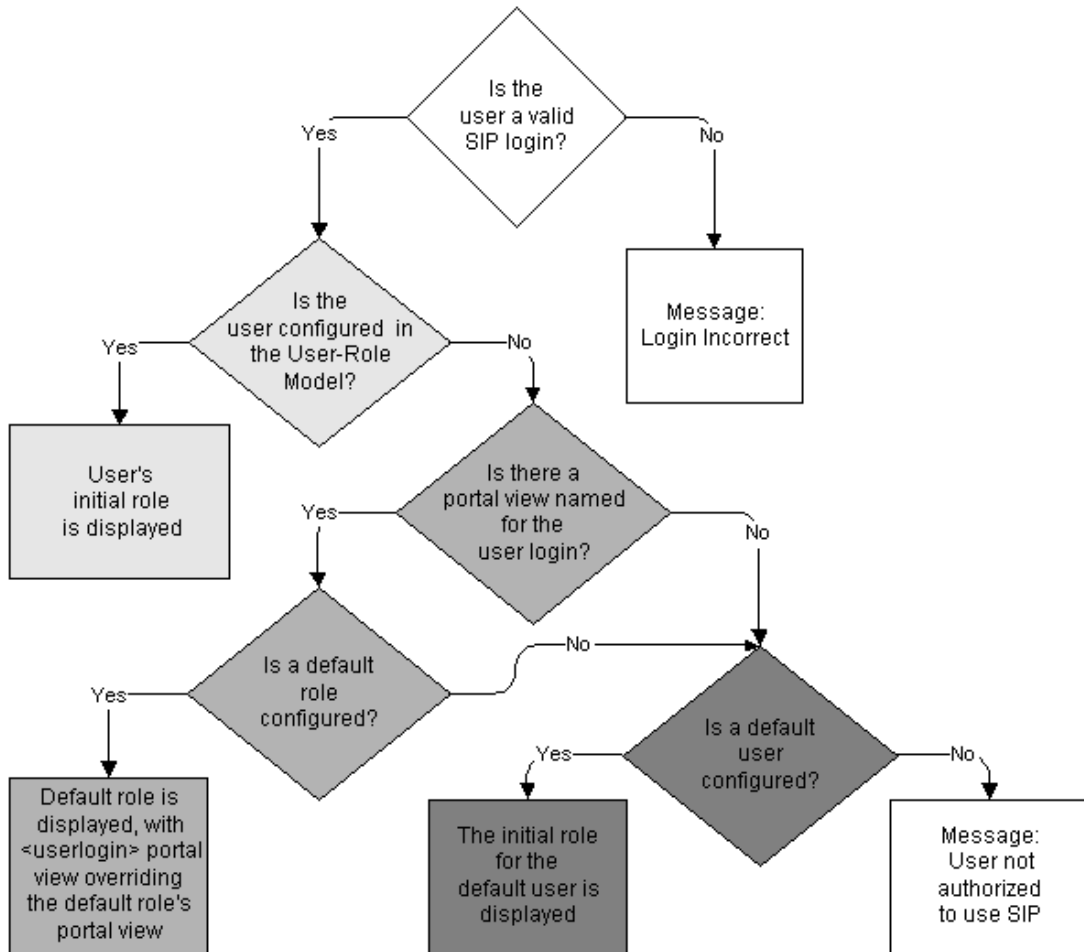 Is the
user a valid
SIP login?
Yes
No
Is the
user configured in
the User-Role
Model?
Message:
Login Incorrect
Yes
No
User's
initial role
is displayed
Is there a
portal view named
for the
user login?
Yes
No
Is a default
role
configured?
No
Yes
Is a default
user
configured?
Yes
No
Default role is
displayed, with
<userlogin> portal
view overriding
the default role's
portal view
The initial role
for the
default user is
displayed
Message:
User not
authorized
to use SIP